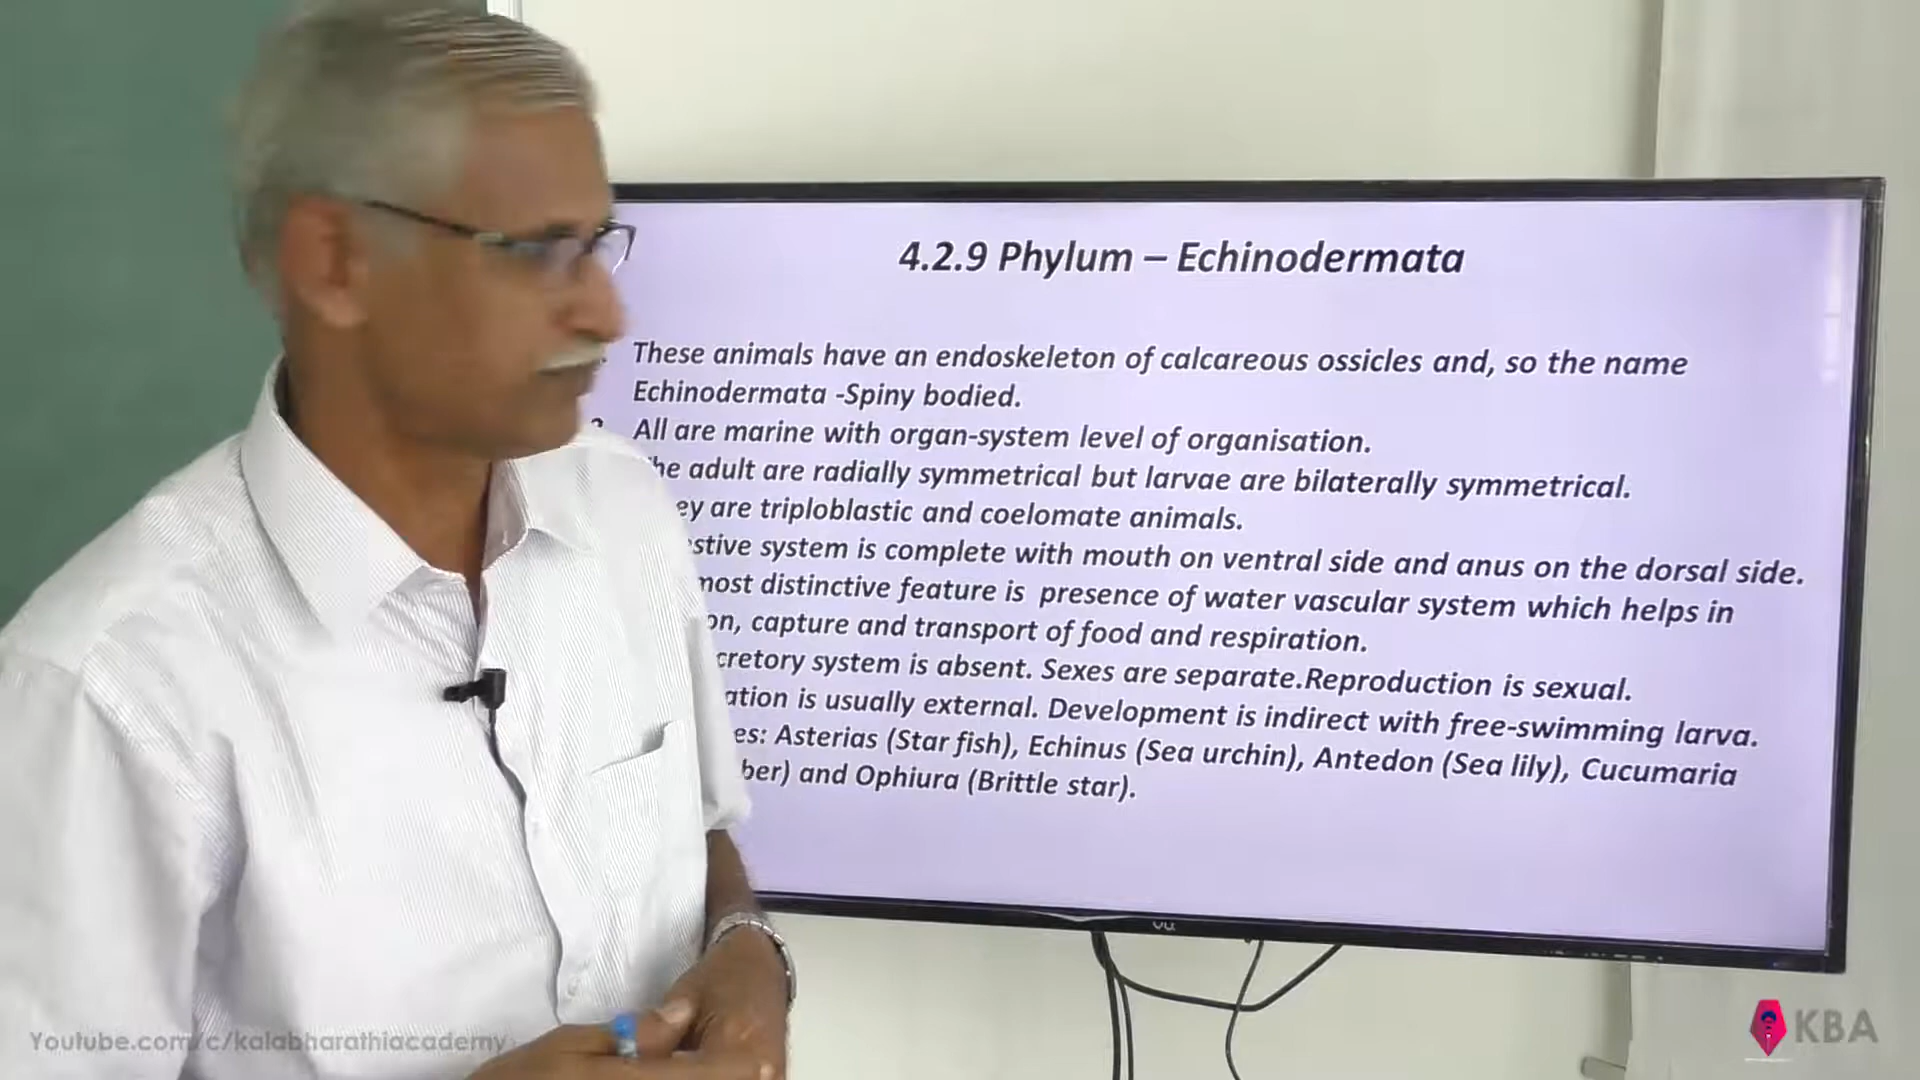 4.2.9 Phylum – Echinodermata
These animals have an endoskeleton of calcareous ossicles and, so the name
Echinodermata -Spiny bodied.
All are marine with organ-system level of organisation.
adult are radially symmetrical but larvae are bilaterally symmetrical.
are triploblastic and coelomate animals.
system is complete with mouth on ventral side and anus on the dorsal side.
most distinctive feature is presence of water vascular system which helps in
capture and transport of food and respiration.
system is absent. Sexes are separate.Reproduction is sexual.
is usually external. Development is indirect with free-swimming larva.
Asterias (Star fish), Echinus (Sea urchin), Antedon (Sea lily), Cucumaria
and Ophiura (Brittle star).
VU
Youtube.com/c/kalabharathiacademy
KBA